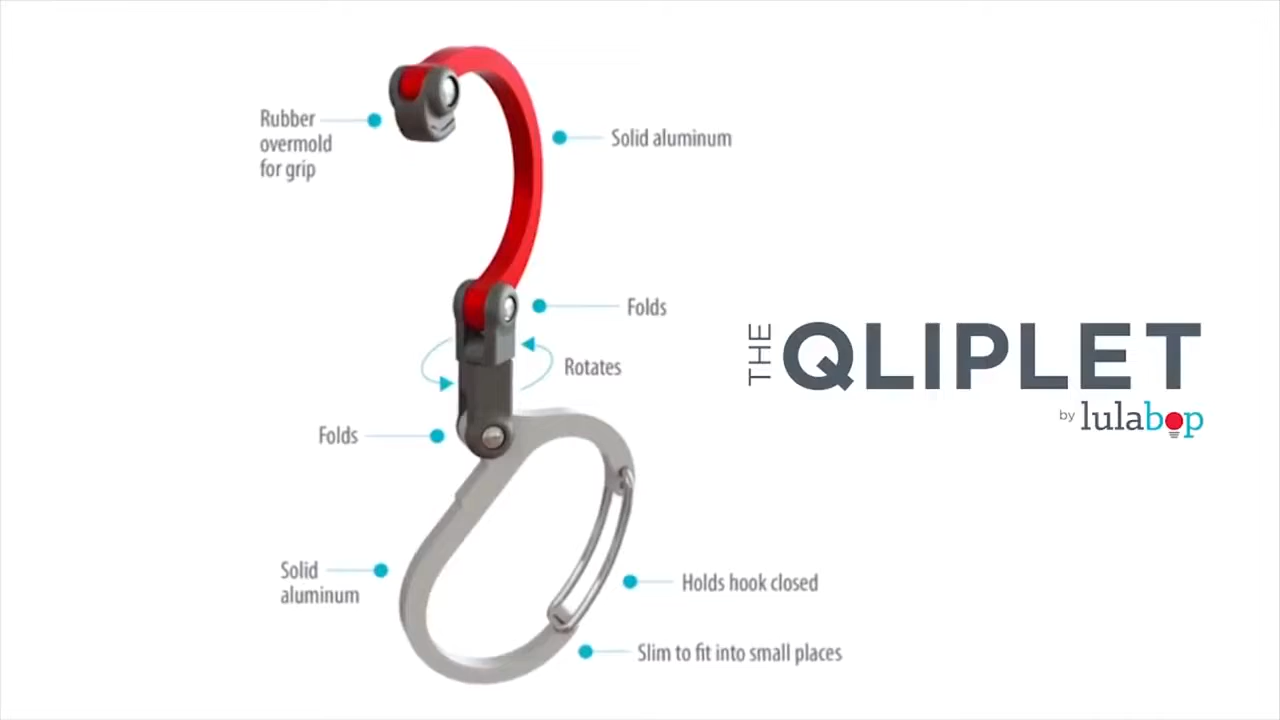 Rubber
overmold
for grip
Solid aluminum
Folds
Rotates
Folds
Solid
aluminum
Holds hook closed
Slim to fit into small places
THE
QLIPLET
by lulabop